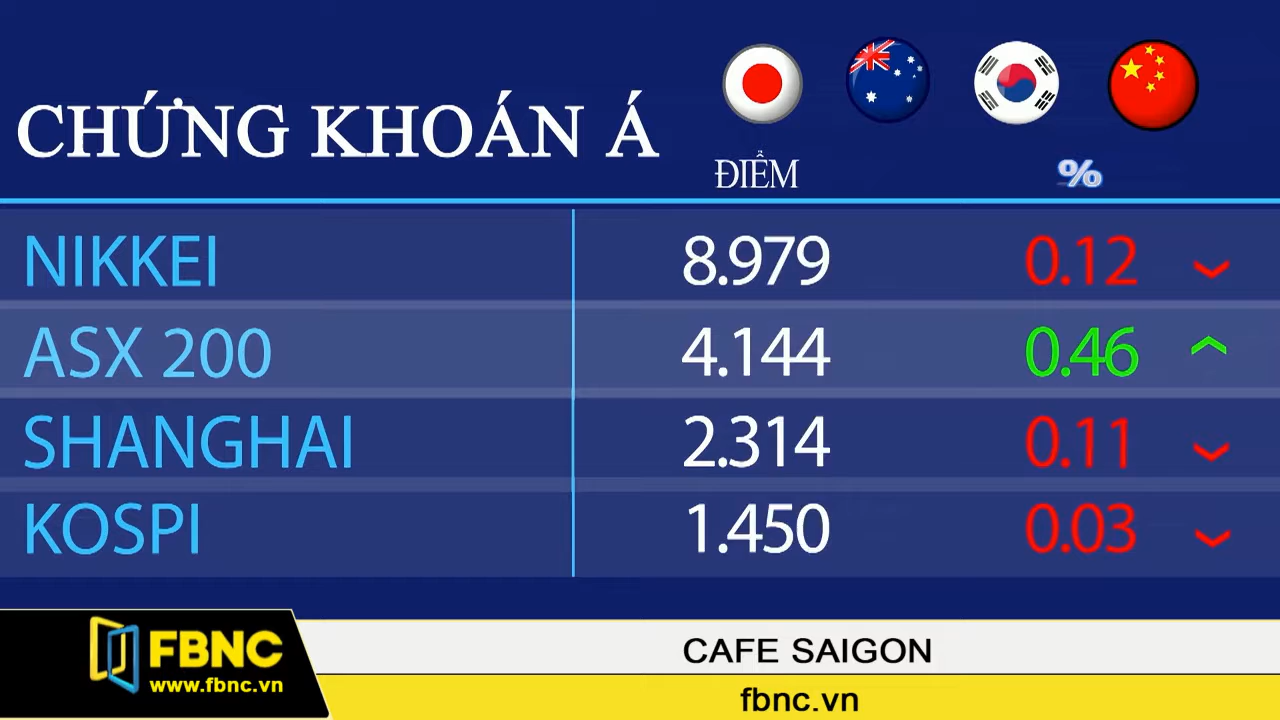 CHỨNG KHOÁN Á
ĐIỂM %
NIKKEI 8.979 0.12
ASX 200 4.144 0.46
SHANGHAI 2.314 0.11
KOSPI 1.450 0.03
FBNC
www.fbnc.vn
CAFE SAIGON
fbnc.vn